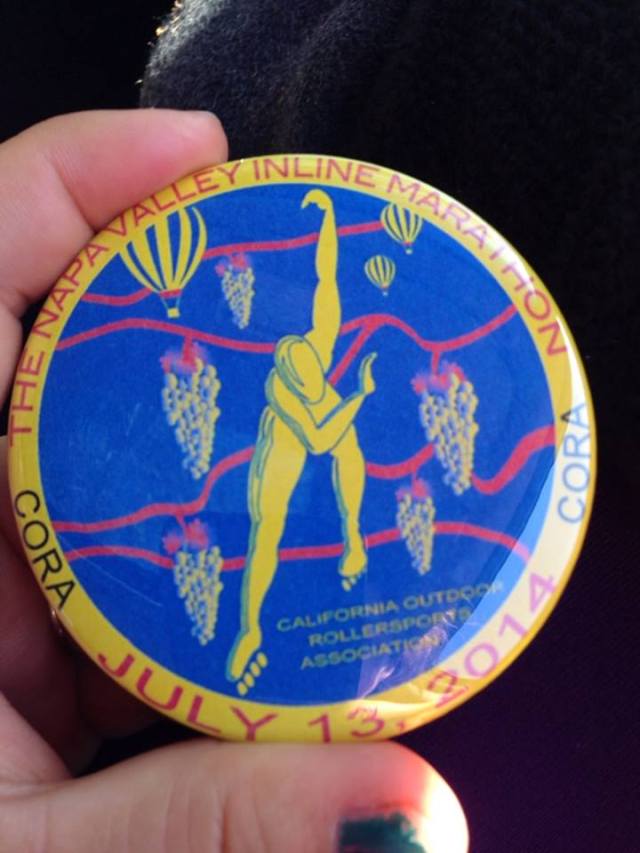 THE NAPA VALLEY INLINE MARATHON
CORA
CORA
CALIFORNIA OUTDOOR
ROLLERSPORTS
ASSOCIATION
JULY 13, 2014